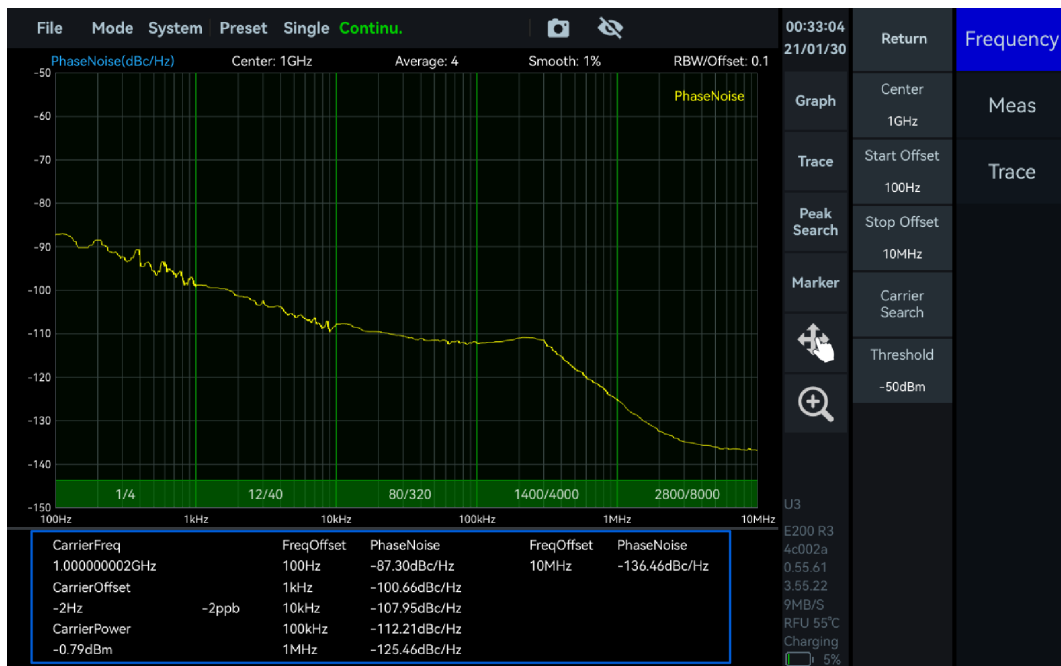 File Mode System Preset Single Continu.
00:33:04
21/01/30
PhaseNoise(dBc/Hz) Center: 1GHz Average: 4 Smooth: 1% RBW/Offset: 0.1
PhaseNoise
-50
-60
-70
-80
-90
-100
-110
-120
-130
-140
-150
1/4 12/40 80/320 1400/4000 2800/8000
100Hz 1kHz 10kHz 100kHz 1MHz 10MHz
CarrierFreq FreqOffset PhaseNoise FreqOffset PhaseNoise
1.000000002GHz 100Hz -87.30dBc/Hz 10MHz -136.46dBc/Hz
CarrierOffset 1kHz -100.66dBc/Hz
-2Hz -2ppb 10kHz -107.95dBc/Hz
CarrierPower 100kHz -112.21dBc/Hz
-0.79dBm 1MHz -125.46dBc/Hz
Graph
Trace
Peak
Search
Marker
U3
E200 R3
4c002a
0.55.61
3.55.22
9MB/S
RFU 55°C
Charging
5%
Return
Center
1GHz
Start Offset
100Hz
Stop Offset
10MHz
Carrier
Search
Threshold
-50dBm
Frequency
Meas
Trace